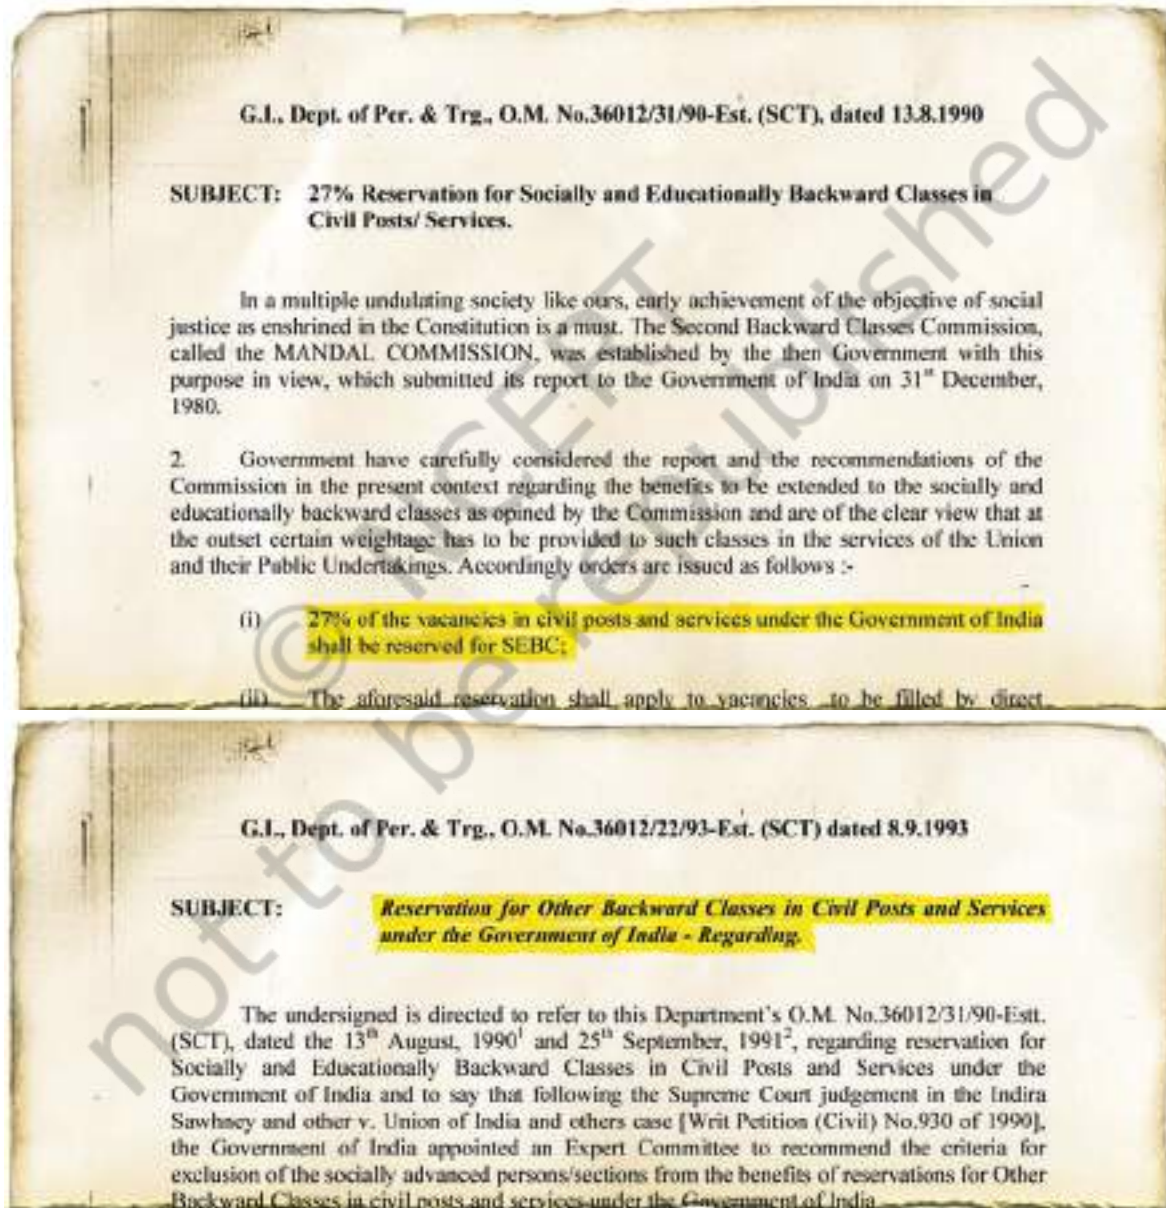 G.I., Dept. of Per. & Trg., O.M. No.36012/31/90-Est. (SCT), dated 13.8.1990
SUBJECT: 27% Reservation for Socially and Educationally Backward Classes in
Civil Posts/ Services.
In a multiple undulating society like ours, early achievement of the objective of social
justice as enshrined in the Constitution is a must. The Second Backward Classes Commission,
called the MANDAL COMMISSION, was established by the then Government with this
purpose in view, which submitted its report to the Government of India on 31st December,
1980.
2. Government have carefully considered the report and the recommendations of the
Commission in the present context regarding the benefits to be extended to the socially and
educationally backward classes as opined by the Commission and are of the clear view that at
the outset certain weightage has to be provided to such classes in the services of the Union
and their Public Undertakings. Accordingly orders are issued as follows :-
(i) 27% of the vacancies in civil posts and services under the Government of India
shall be reserved for SEBC;
(ii) The aforesaid reservation shall apply to vacancies to be filled by direct
G.I., Dept. of Per. & Trg., O.M. No.36012/22/93-Est. (SCT) dated 8.9.1993
SUBJECT: Reservation for Other Backward Classes in Civil Posts and Services
under the Government of India - Regarding.
The undersigned is directed to refer to this Department's O.M. No.36012/31/90-Estt.
(SCT), dated the 13th August, 1990¹ and 25th September, 1991², regarding reservation for
Socially and Educationally Backward Classes in Civil Posts and Services under the
Government of India and to say that following the Supreme Court judgement in the Indira
Sawhney and other v. Union of India and others case [Writ Petition (Civil) No.930 of 1990],
the Government of India appointed an Expert Committee to recommend the criteria for
exclusion of the socially advanced persons/sections from the benefits of reservations for Other
Backward Classes in civil posts and services under the Government of India
© NCERT
not to be republished